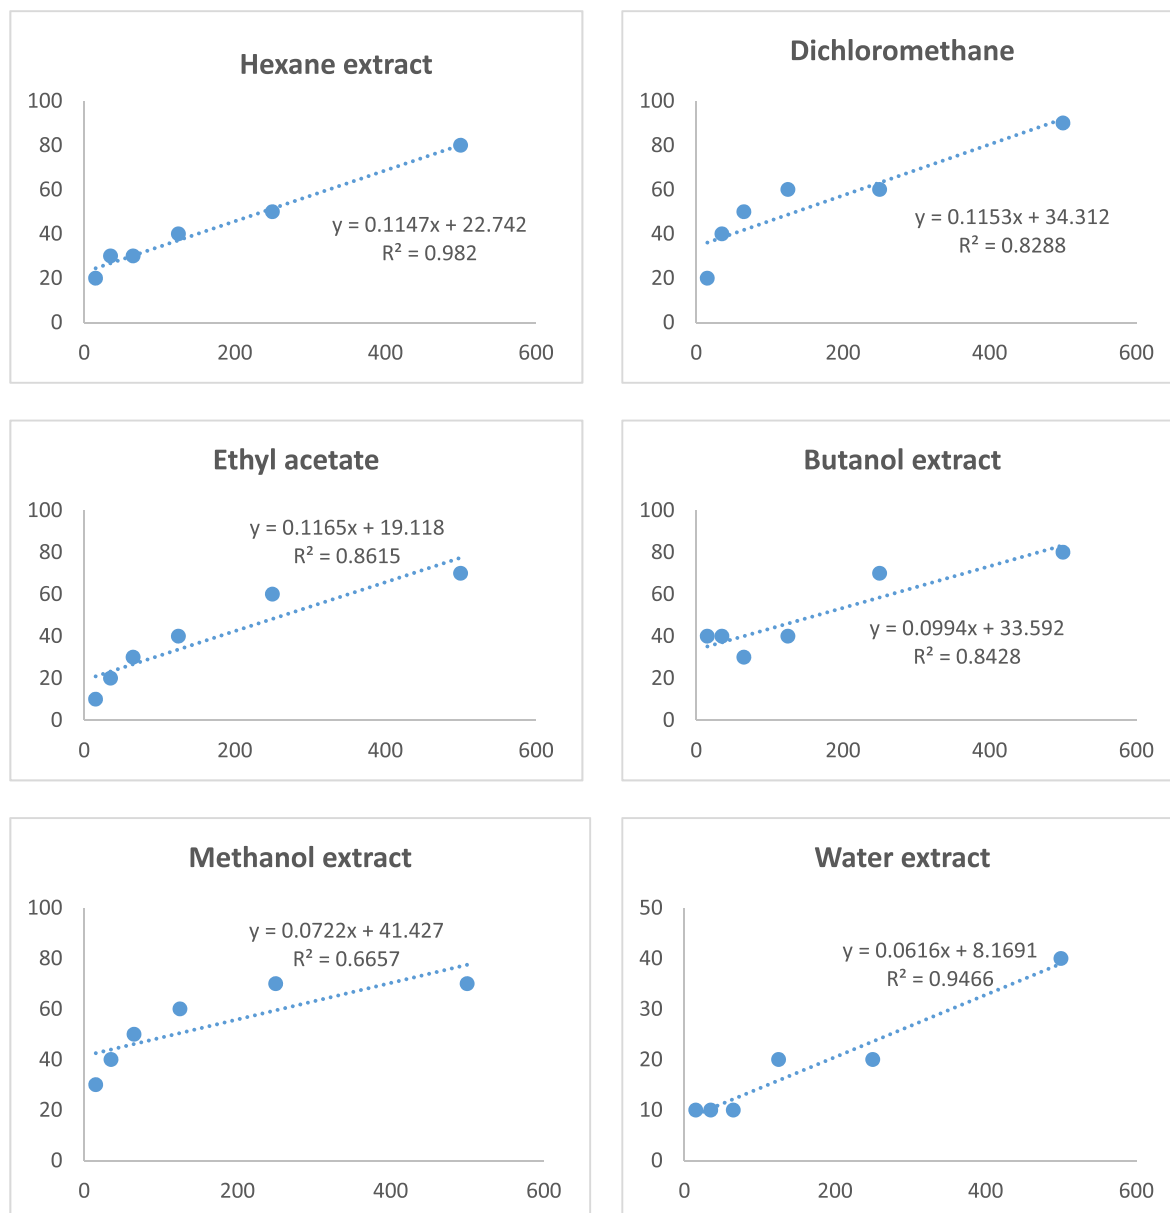 Hexane extract
100
80
60
40
20
0
y = 0.1147x + 22.742
R² = 0.982
0 200 400 600
Dichloromethane
100
80
60
40
20
0
y = 0.1153x + 34.312
R² = 0.8288
0 200 400 600
Ethyl acetate
100
80
60
40
20
0
y = 0.1165x + 19.118
R² = 0.8615
0 200 400 600
Butanol extract
100
80
60
40
20
0
y = 0.0994x + 33.592
R² = 0.8428
0 200 400 600
Methanol extract
100
80
60
40
20
0
y = 0.0722x + 41.427
R² = 0.6657
0 200 400 600
Water extract
50
40
30
20
10
0
y = 0.0616x + 8.1691
R² = 0.9466
0 200 400 600